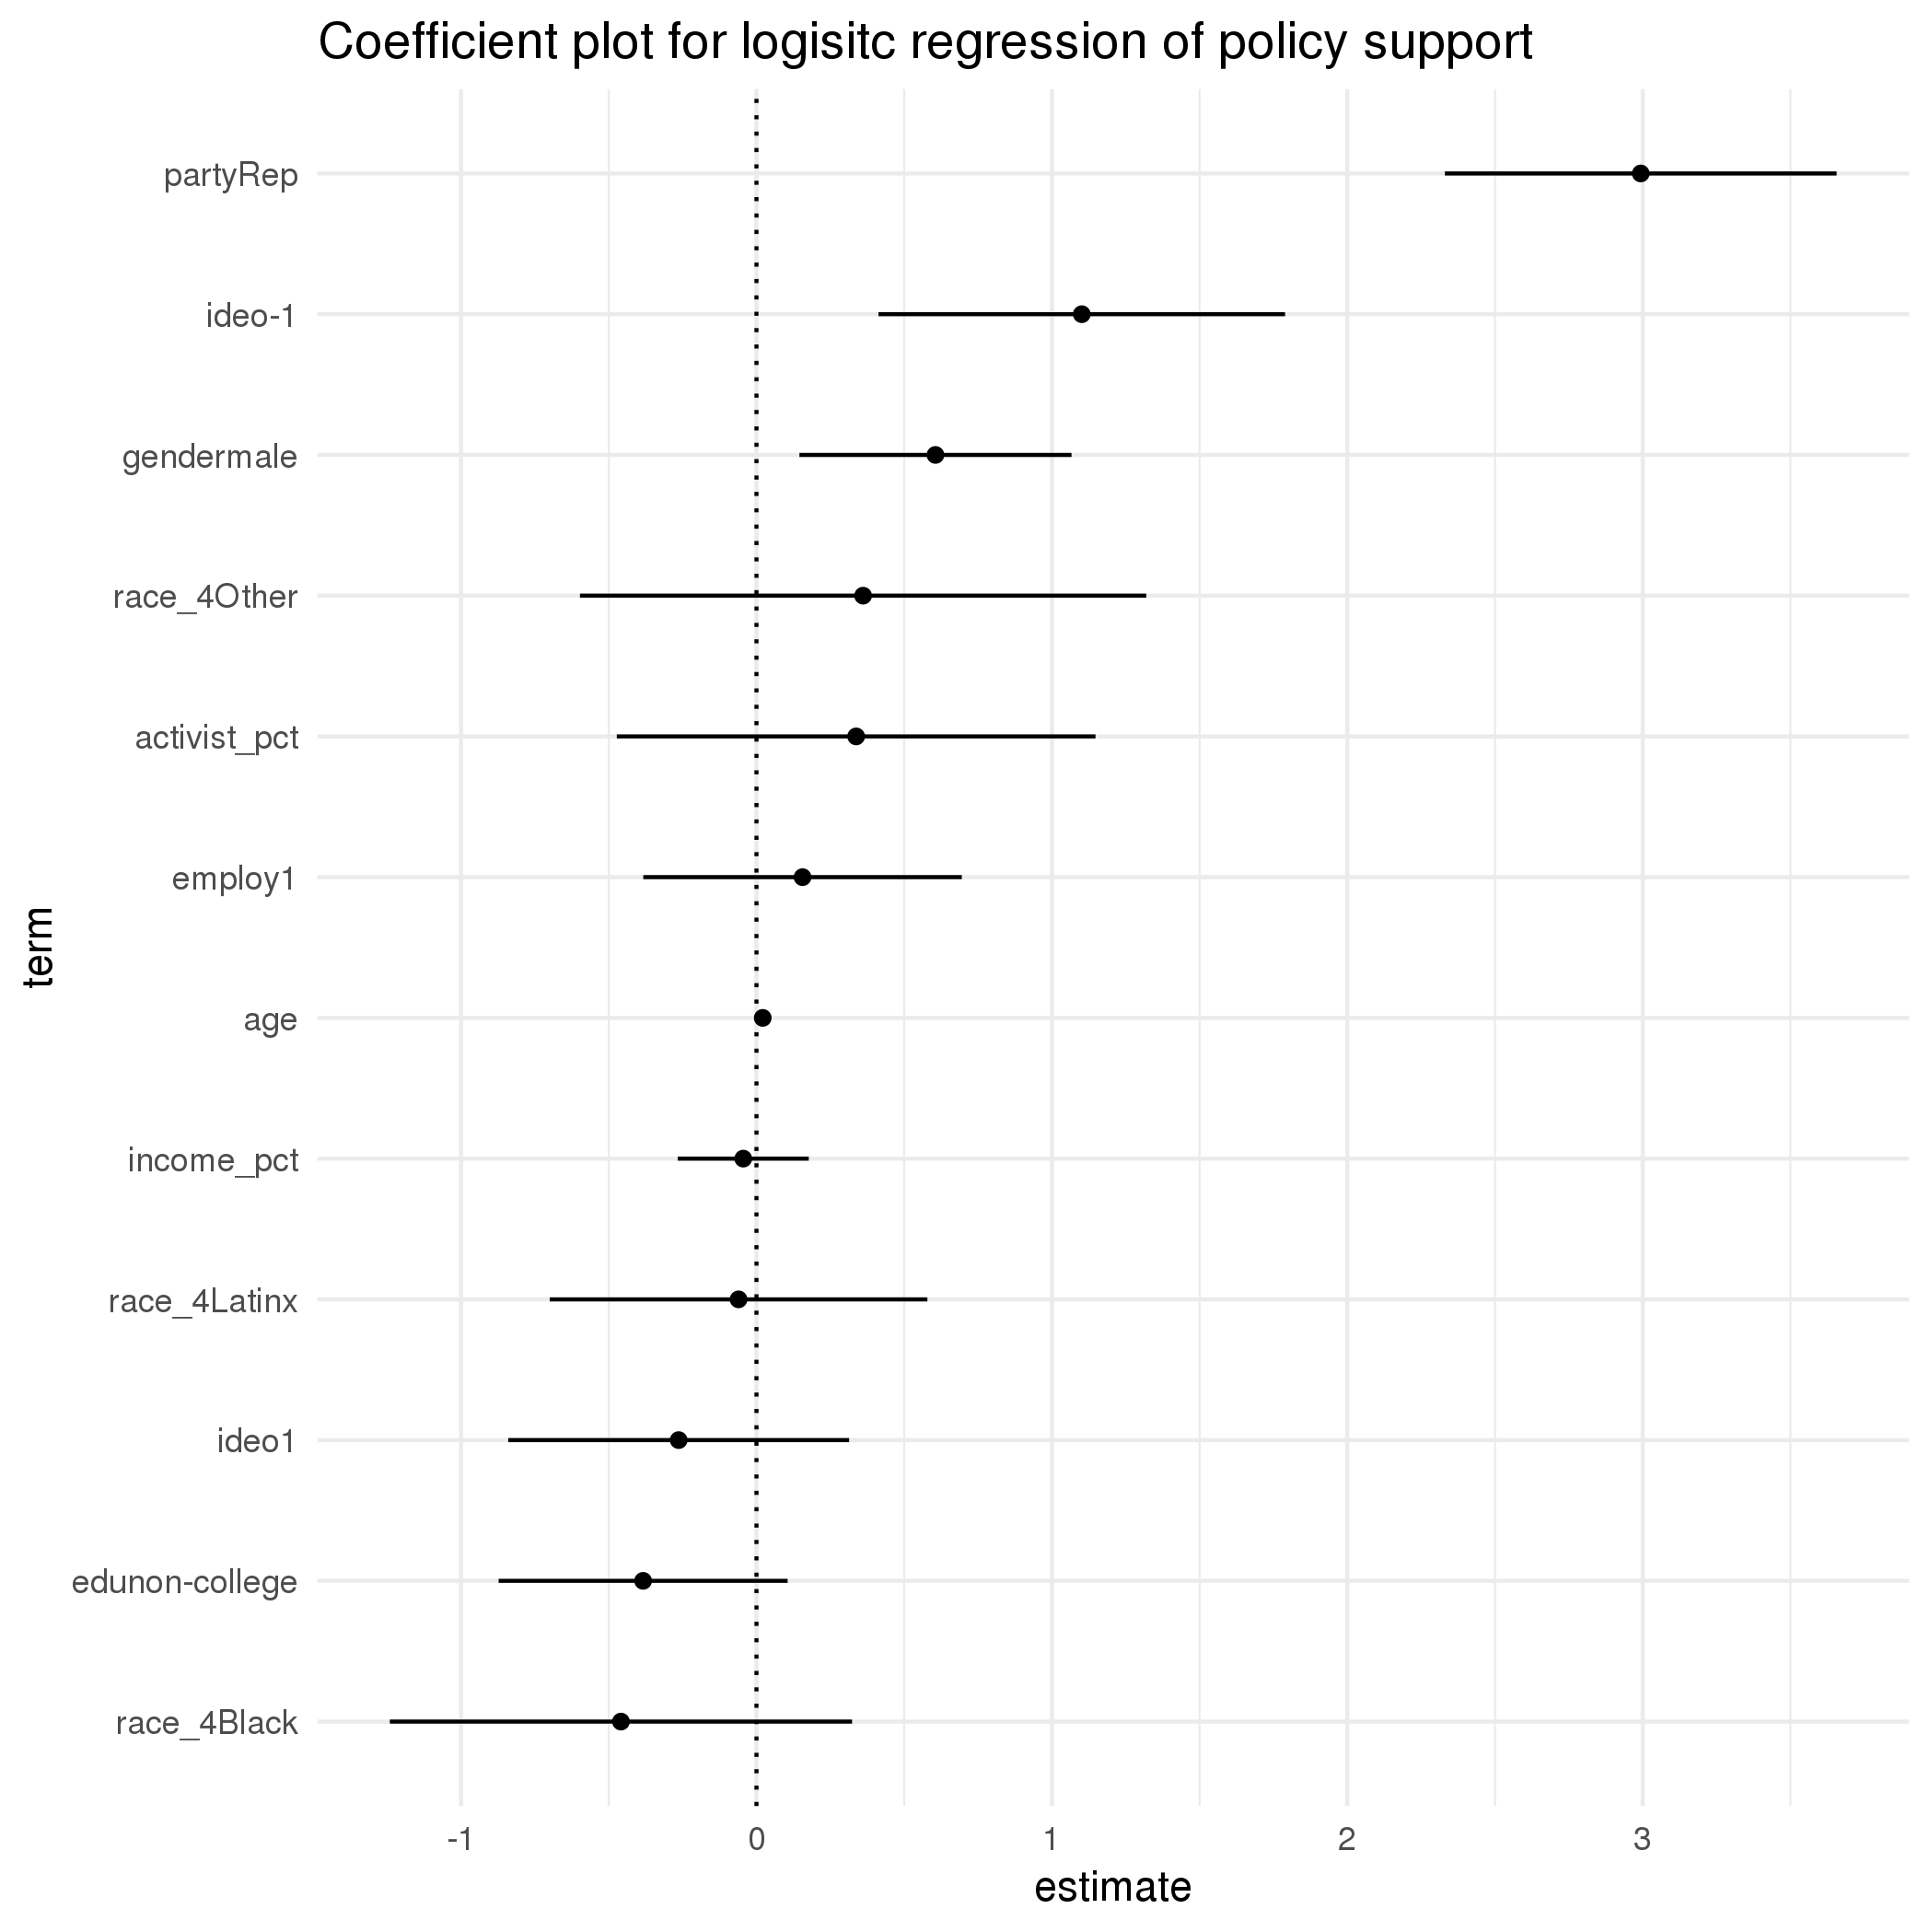 Coefficient plot for logisitc regression of policy support
partyRep
ideo-1
gendermale
race_4Other
activist_pct
employ1
term
age
income_pct
race_4Latinx
ideo1
edunon-college
race_4Black
-1 0 1 2 3
estimate